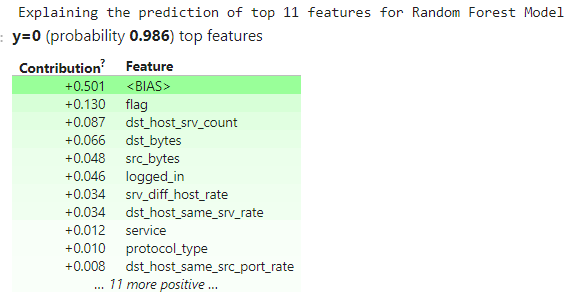 Explaining the prediction of top 11 features for Random Forest Model
: y=0 (probability 0.986) top features
Contribution? Feature
+0.501 <BIAS>
+0.130 flag
+0.087 dst_host_srv_count
+0.066 dst_bytes
+0.048 src_bytes
+0.046 logged_in
+0.034 srv_diff_host_rate
+0.034 dst_host_same_srv_rate
+0.012 service
+0.010 protocol_type
+0.008 dst_host_same_src_port_rate
... 11 more positive ...